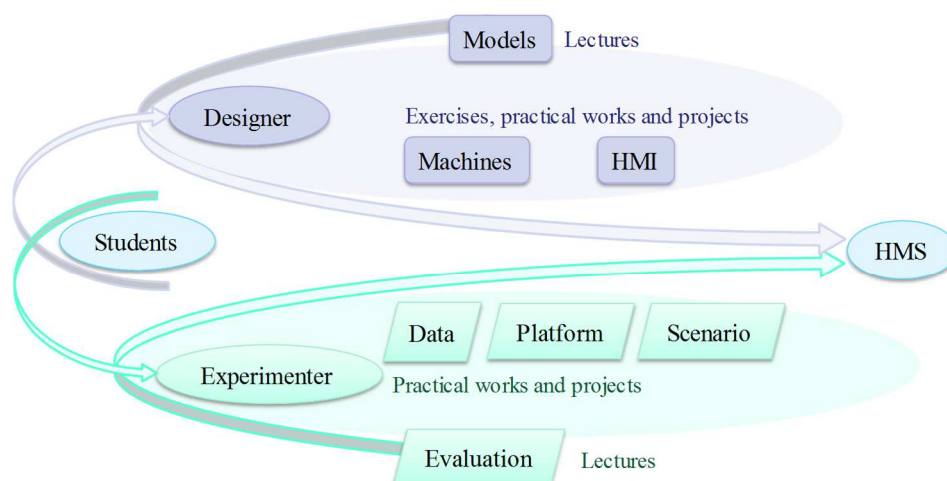 Models
Lectures
Designer
Exercises, practical works and projects
Machines
HMI
Students
HMS
Data
Platform
Scenario
Experimenter
Practical works and projects
Evaluation
Lectures